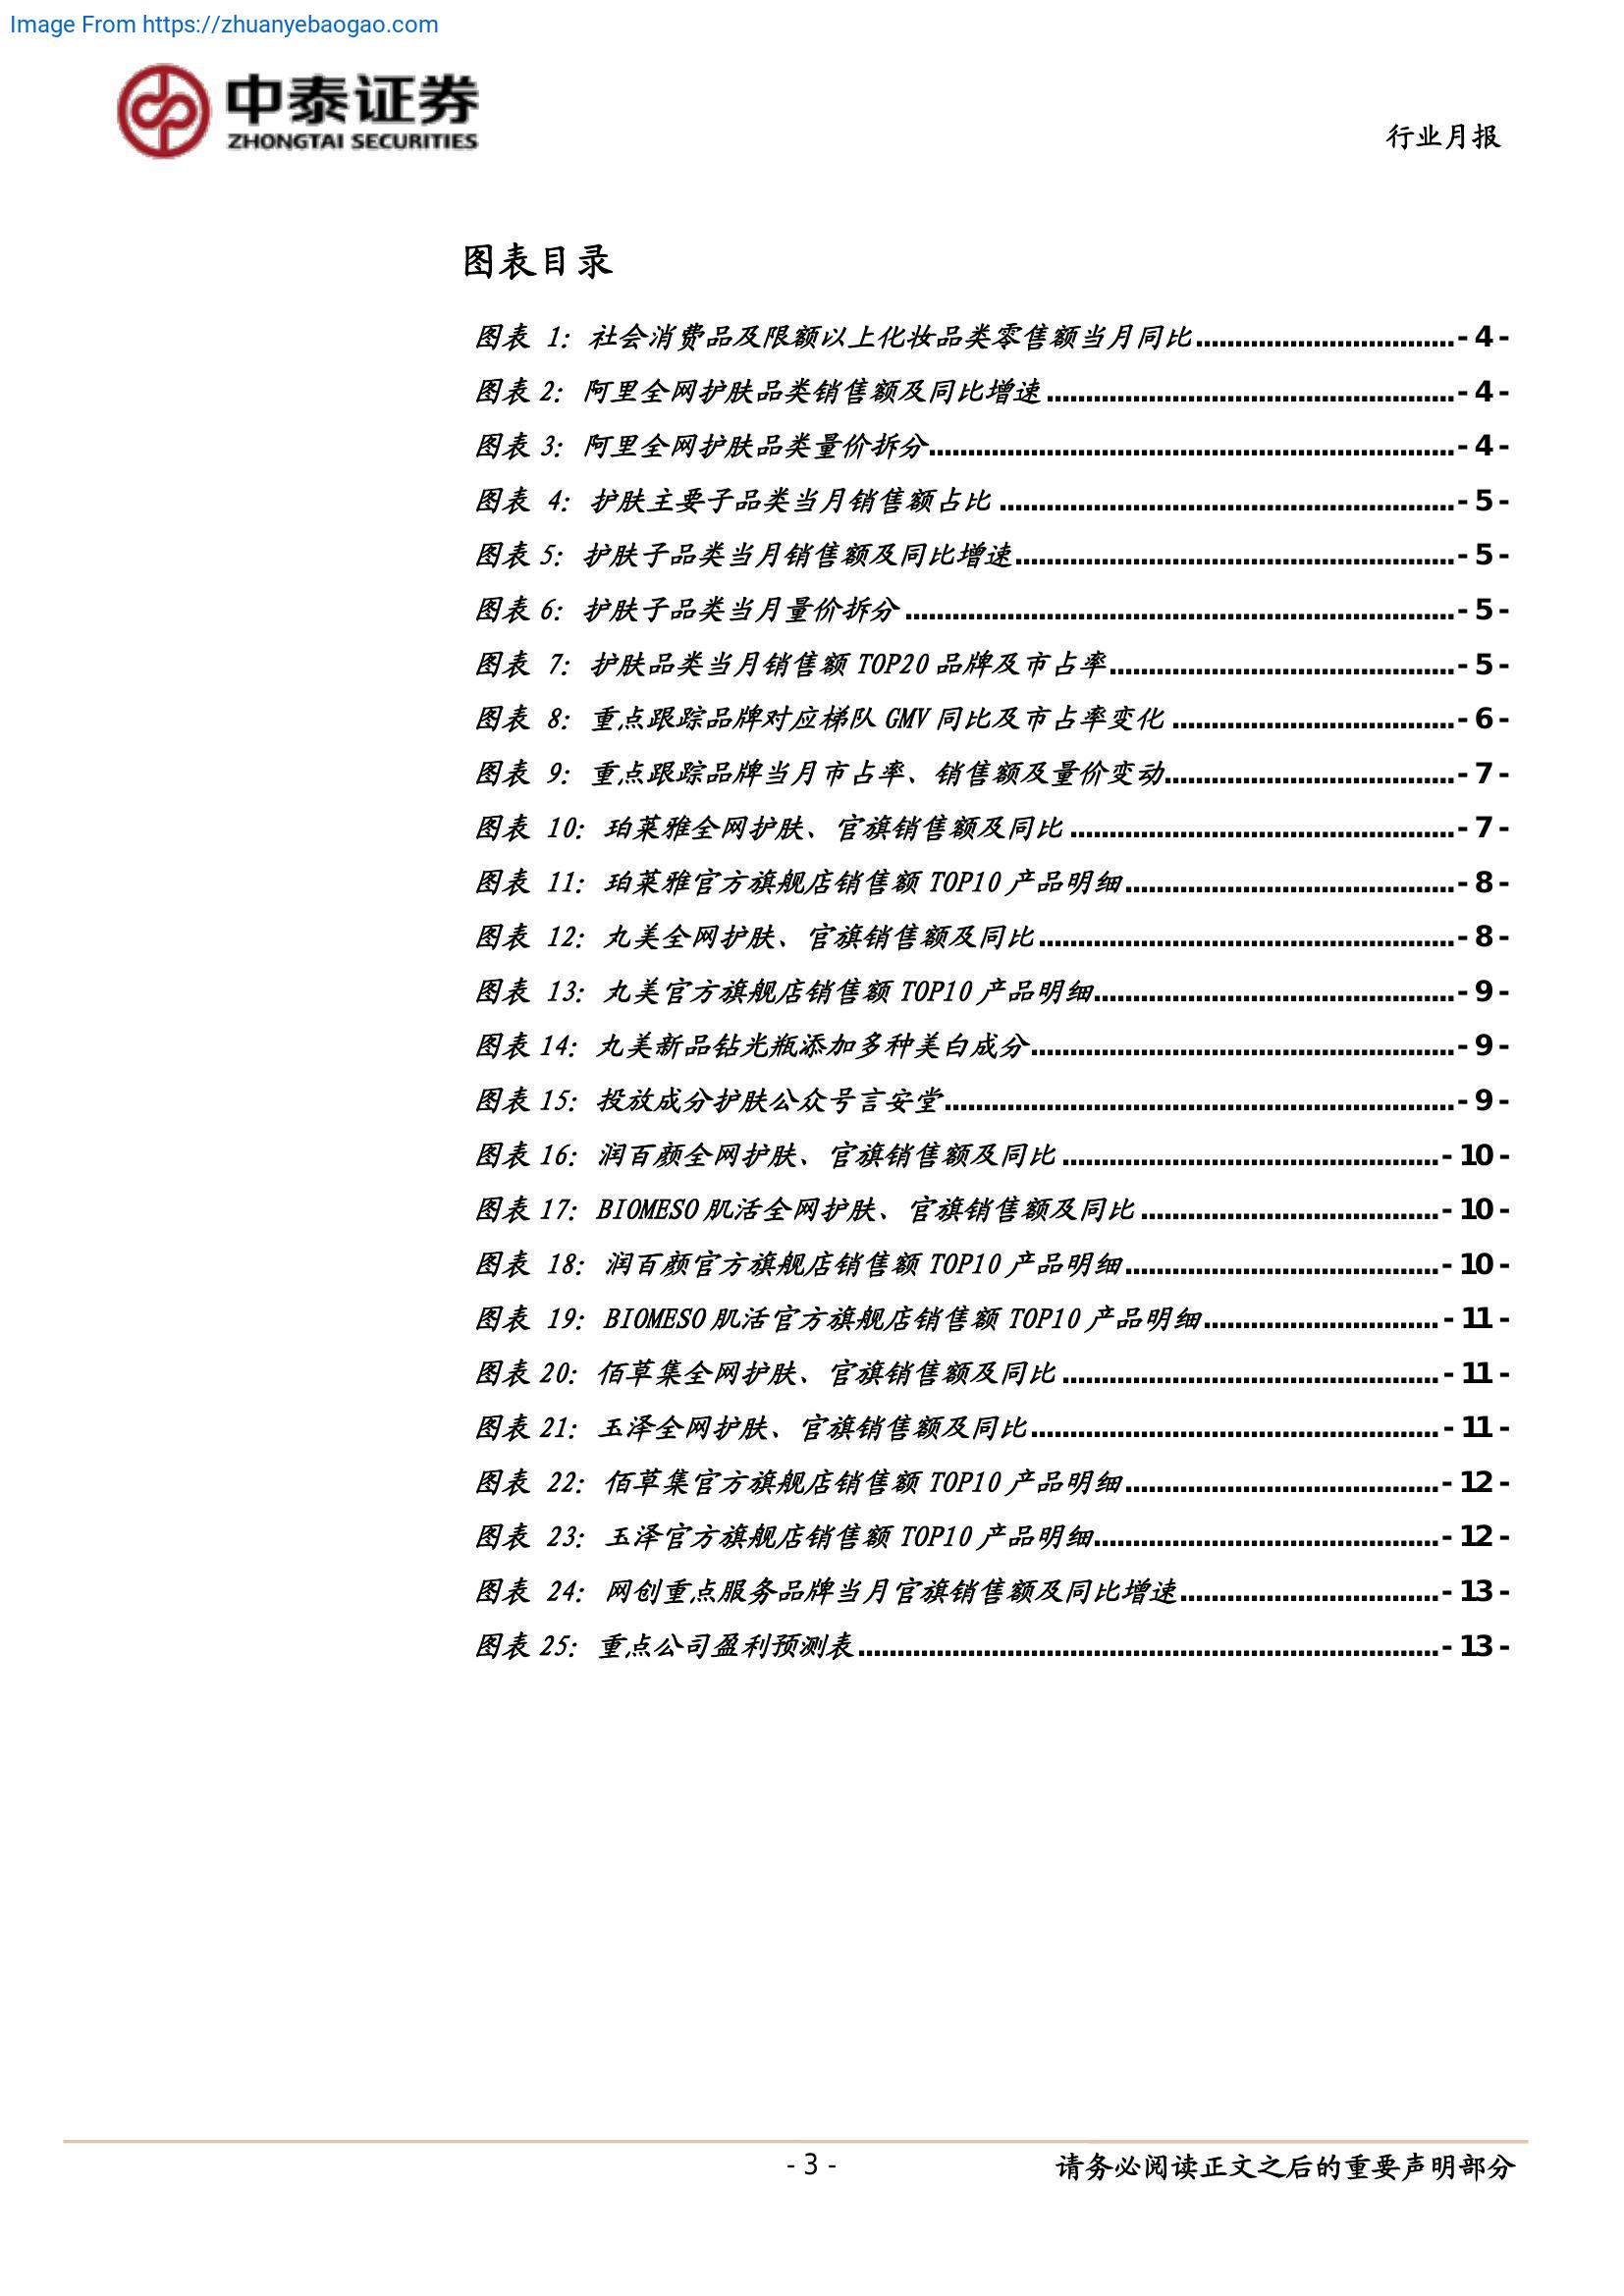 Image From https://zhuanyebaogao.com
中泰证券
ZHONGTAI SECURITIES
行业月报
图表目录
图表 1：社会消费品及限额以上化妆品类零售额当月同比.................................- 4 -
图表 2：阿里全网护肤品类销售额及同比增速....................................................- 4 -
图表 3：阿里全网护肤品类量价拆分...................................................................- 4 -
图表 4：护肤主要子品类当月销售额占比..........................................................- 5 -
图表 5：护肤子品类当月销售额及同比增速........................................................- 5 -
图表 6：护肤子品类当月量价拆分......................................................................- 5 -
图表 7：护肤品类当月销售额 TOP20 品牌及市占率............................................- 5 -
图表 8：重点跟踪品牌对应梯队 GMV 同比及市占率变化....................................- 6 -
图表 9：重点跟踪品牌当月市占率、销售额及量价变动.....................................- 7 -
图表 10：珀莱雅全网护肤、官旗销售额及同比.................................................- 7 -
图表 11：珀莱雅官方旗舰店销售额 TOP10 产品明细..........................................- 8 -
图表 12：丸美全网护肤、官旗销售额及同比.....................................................- 8 -
图表 13：丸美官方旗舰店销售额 TOP10 产品明细..............................................- 9 -
图表 14：丸美新品钻光瓶添加多种美白成分......................................................- 9 -
图表 15：投放成分护肤公众号言安堂.................................................................- 9 -
图表 16：润百颜全网护肤、官旗销售额及同比................................................- 10 -
图表 17：BIOMESO 肌活全网护肤、官旗销售额及同比......................................- 10 -
图表 18：润百颜官方旗舰店销售额 TOP10 产品明细........................................- 10 -
图表 19：BIOMESO 肌活官方旗舰店销售额 TOP10 产品明细..............................- 11 -
图表 20：佰草集全网护肤、官旗销售额及同比................................................- 11 -
图表 21：玉泽全网护肤、官旗销售额及同比....................................................- 11 -
图表 22：佰草集官方旗舰店销售额 TOP10 产品明细........................................- 12 -
图表 23：玉泽官方旗舰店销售额 TOP10 产品明细............................................- 12 -
图表 24：网创重点服务品牌当月官旗销售额及同比增速.................................- 13 -
图表 25：重点公司盈利预测表..........................................................................- 13 -
- 3 -
请务必阅读正文之后的重要声明部分